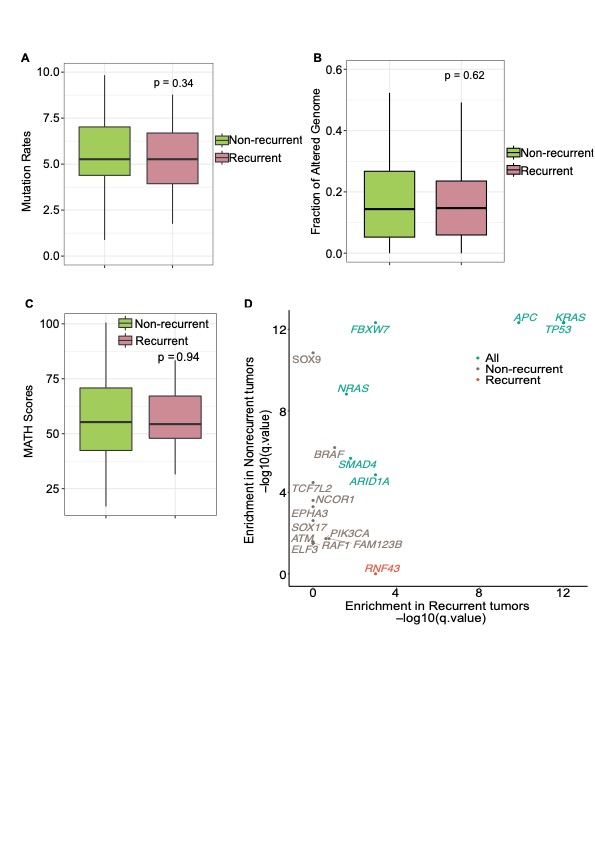 A
10.0
7.5
5.0
2.5
0.0
Mutation Rates
p = 0.34
Non-recurrent
Recurrent
B
0.6
0.4
0.2
0.0
Fraction of Altered Genome
p = 0.62
Non-recurrent
Recurrent
C
100
75
50
25
MATH Scores
Non-recurrent
Recurrent
p = 0.94
D
Enrichment in Nonrecurrent tumors
–log10(q.value)
12
8
4
0
FBXW7
APC
KRAS
TP53
SOX9
All
Non-recurrent
Recurrent
NRAS
BRAF
SMAD4
ARID1A
TCF7L2
NCOR1
EPHA3
SOX17
PIK3CA
ATM
RAF1
FAM123B
ELF3
RNF43
0
4
8
12
Enrichment in Recurrent tumors
–log10(q.value)